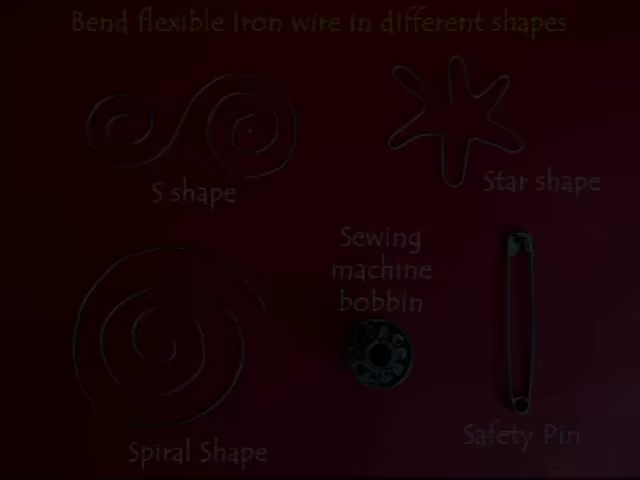 Bend flexible Iron wire in different shapes
S shape
Star shape
Sewing
machine
bobbin
Spiral Shape
Safety Pin